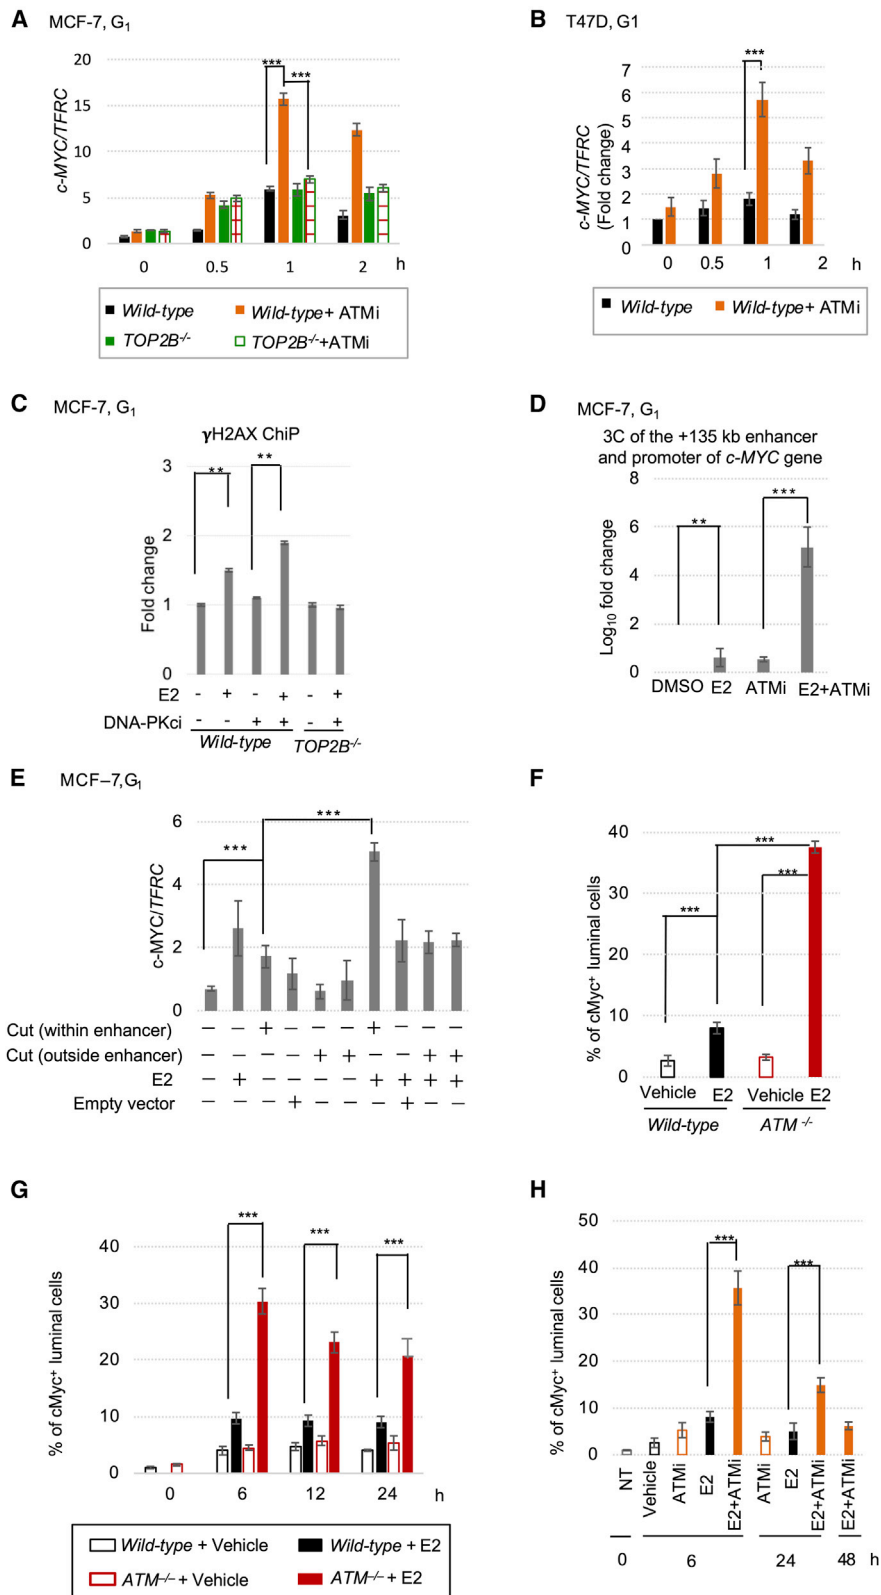 A MCF-7, G1
20
15
10
5
0
c-MYC/TFRC
***
***
0 0.5 1 2 h
Wild-type Wild-type+ ATMi
TOP2B-/- TOP2B-/-+ATMi
B T47D, G1
7
6
5
4
3
2
1
0
c-MYC/TFRC
(Fold change)
***
0 0.5 1 2 h
Wild-type Wild-type + ATMi
C MCF-7, G1
γH2AX ChiP
3
2
1
0
Fold change
**
**
E2 - + - + - +
DNA-PKci - - + + - +
Wild-type TOP2B-/-
D MCF-7, G1
3C of the +135 kb enhancer
and promoter of c-MYC gene
8
6
4
2
0
Log10 fold change
**
***
DMSO E2 ATMi E2+ATMi
E MCF–7,G1
6
4
2
0
c-MYC/TFRC
***
***
Cut (within enhancer) — — + — — — + — — —
Cut (outside enhancer) — — — — + + — — + +
E2 — + — — — — + + + +
Empty vector — — — + — — — + — —
F
40
30
20
10
0
% of cMyc+ luminal cells
***
***
***
Vehicle E2 Vehicle E2
Wild-type ATM -/-
G
40
30
20
10
0
% of cMyc+ luminal cells
***
***
***
0 6 12 24 h
Wild-type + Vehicle Wild-type + E2
ATM–/– + Vehicle ATM–/– + E2
H
50
40
30
20
10
0
% of cMyc+ luminal cells
***
***
NT
Vehicle
ATMi
E2
E2+ATMi
ATMi
E2
E2+ATMi
E2+ATMi
0 6 24 48 h